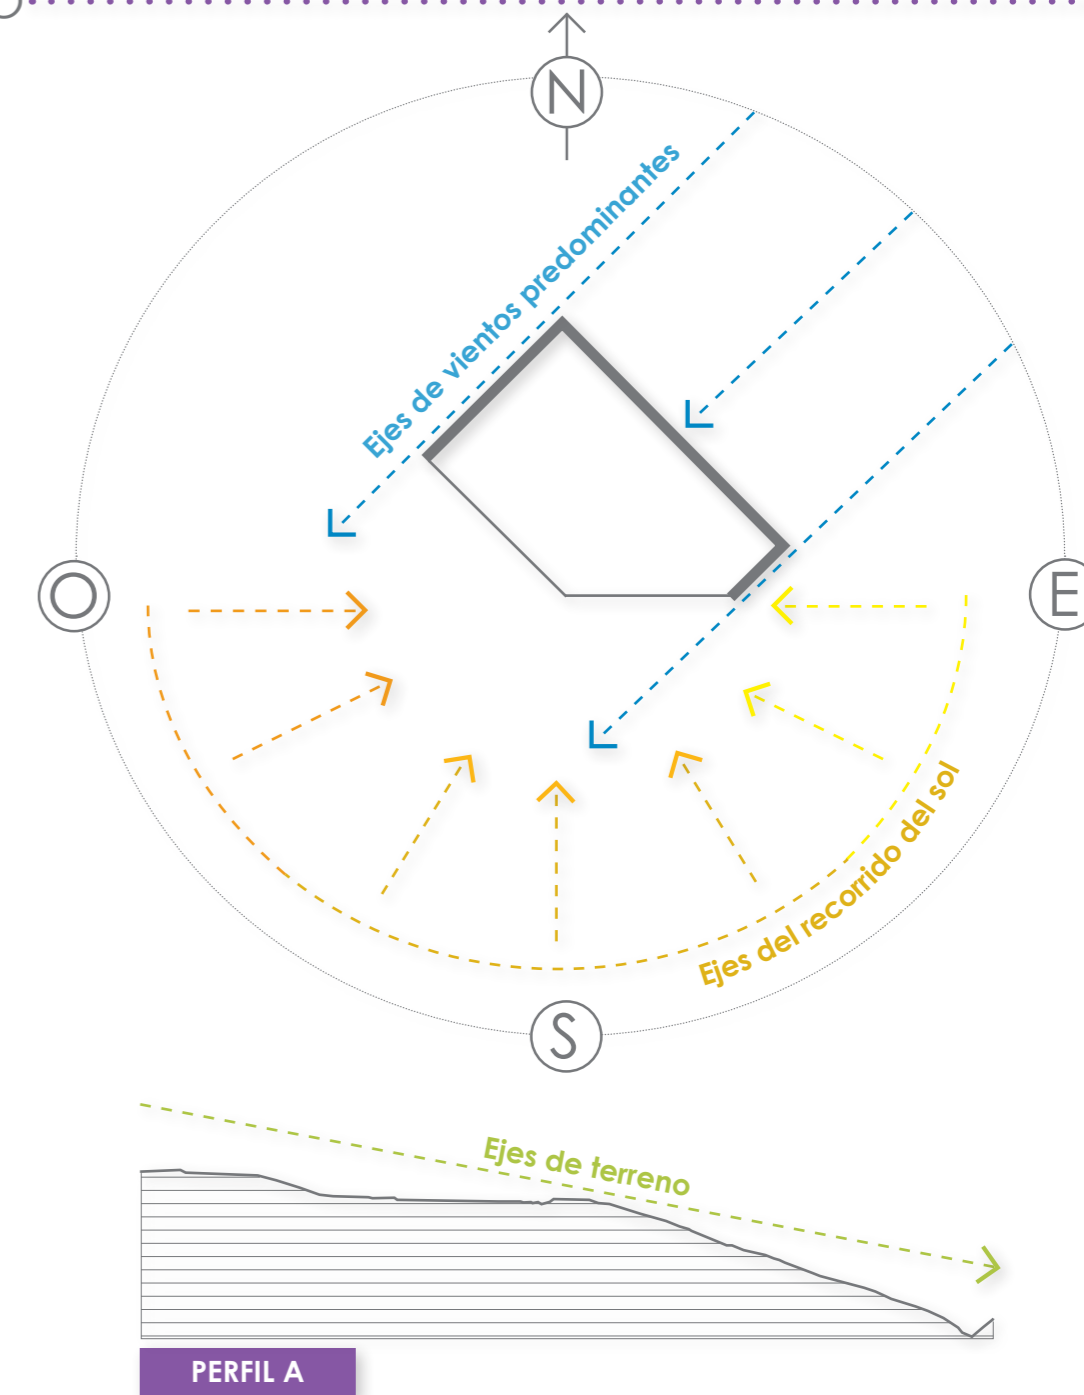 N
Ejes de vientos predominantes
O
E
Ejes del recorrido del sol
S
Ejes de terreno
PERFIL A